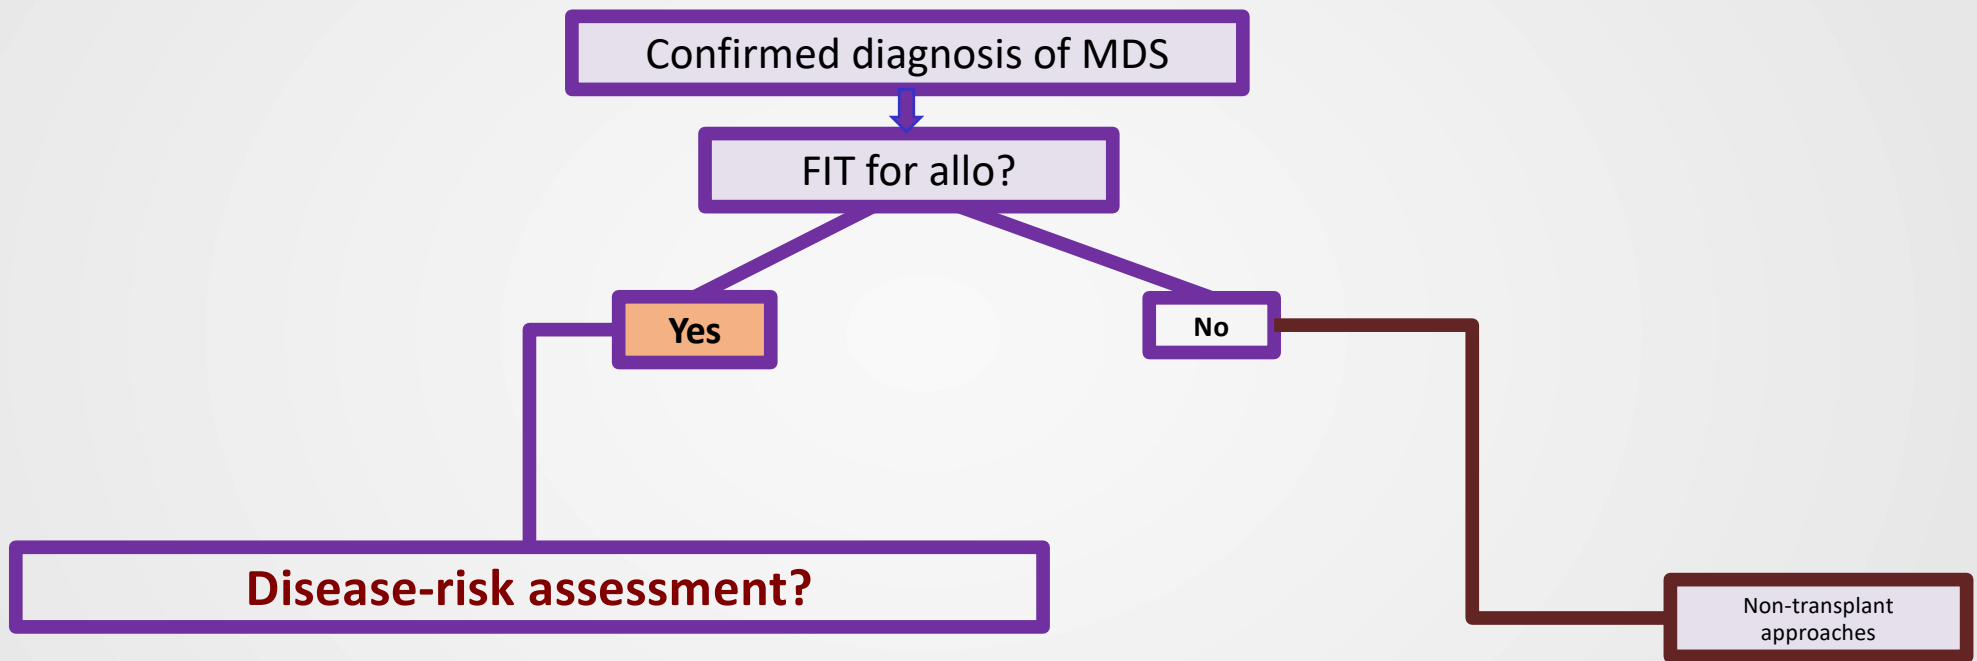 Confirmed diagnosis of MDS
FIT for allo?
Yes
No
Disease-risk assessment?
Non-transplant
approaches